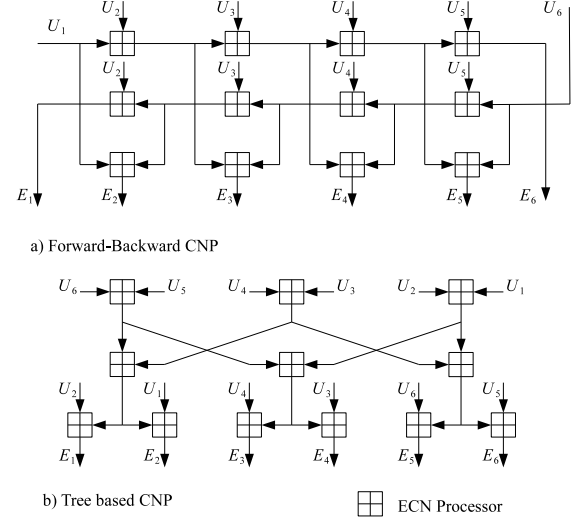 U2 U3 U4 U5 U6
U1
U2 U3 U4 U5
E1 E2 E3 E4 E5 E6
a) Forward-Backward CNP
U6 U5 U4 U3 U2 U1
U2 U1 U4 U3 U6 U5
E1 E2 E3 E4 E5 E6
b) Tree based CNP
ECN Processor